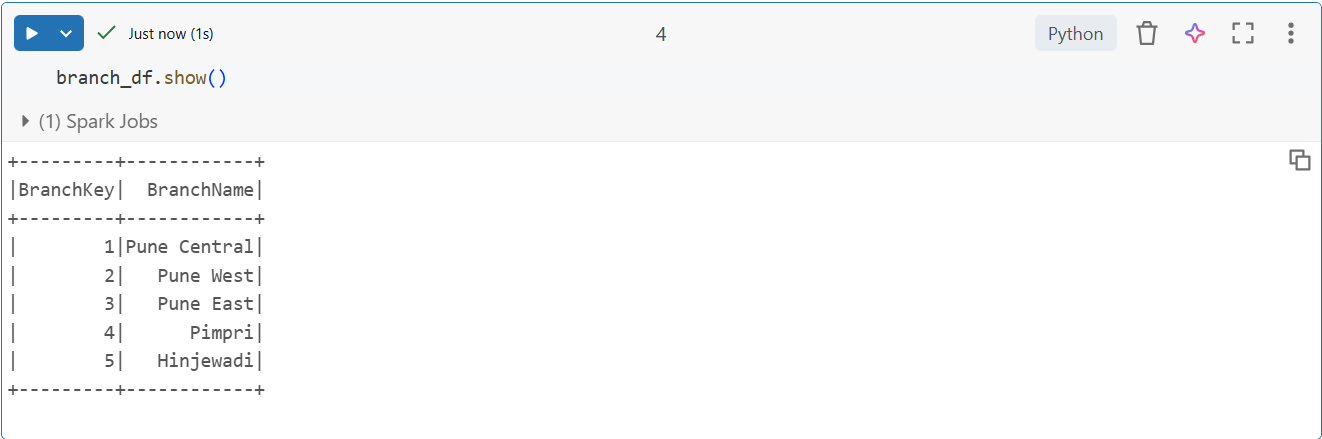 Just now (1s)    4    Python
branch_df.show()
(1) Spark Jobs
+---------+------------+
|BranchKey|  BranchName|
+---------+------------+
|        1|Pune Central|
|        2|   Pune West|
|        3|   Pune East|
|        4|      Pimpri|
|        5|   Hinjewadi|
+---------+------------+